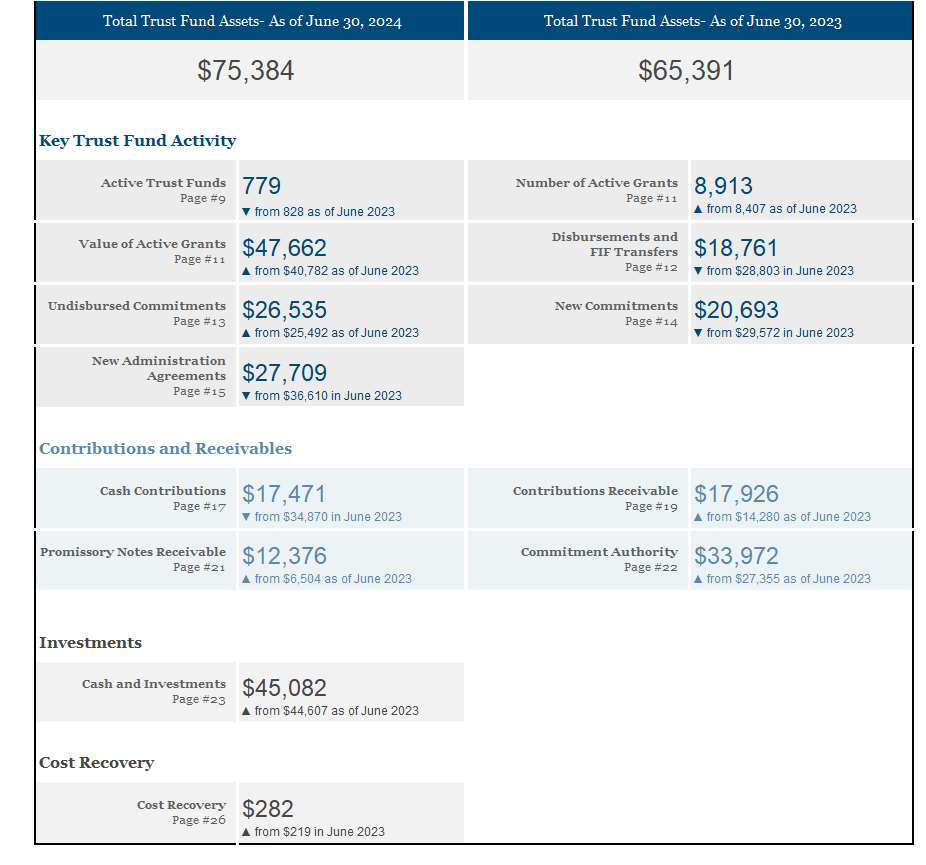 Total Trust Fund Assets- As of June 30, 2024
Total Trust Fund Assets- As of June 30, 2023
$75,384
$65,391
Key Trust Fund Activity
Active Trust Funds
Page #9
779
▼ from 828 as of June 2023
Number of Active Grants
Page #11
8,913
▲ from 8,407 as of June 2023
Value of Active Grants
Page #11
$47,662
▲ from $40,782 as of June 2023
Disbursements and
FIF Transfers
Page #12
$18,761
▼ from $28,803 in June 2023
Undisbursed Commitments
Page #13
$26,535
▲ from $25,492 as of June 2023
New Commitments
Page #14
$20,693
▼ from $29,572 in June 2023
New Administration
Agreements
Page #15
$27,709
▼ from $36,610 in June 2023
Contributions and Receivables
Cash Contributions
Page #17
$17,471
▼ from $34,870 in June 2023
Contributions Receivable
Page #19
$17,926
▲ from $14,280 as of June 2023
Promissory Notes Receivable
Page #21
$12,376
▲ from $6,504 as of June 2023
Commitment Authority
Page #22
$33,972
▲ from $27,355 as of June 2023
Investments
Cash and Investments
Page #23
$45,082
▲ from $44,607 as of June 2023
Cost Recovery
Cost Recovery
Page #26
$282
▲ from $219 in June 2023